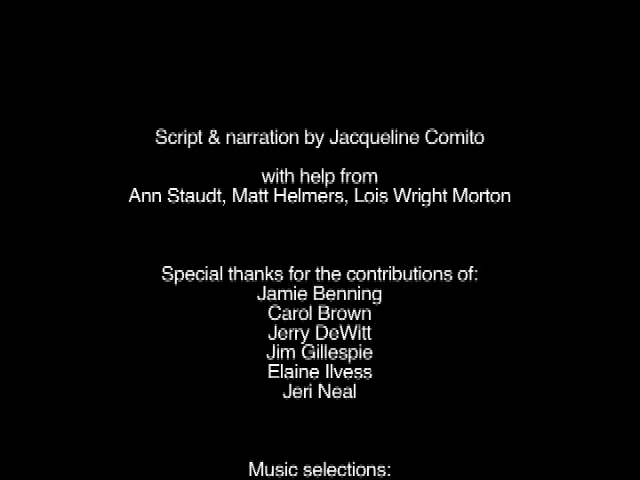 Script & narration by Jacqueline Comito
with help from
Ann Staudt, Matt Helmers, Lois Wright Morton
Special thanks for the contributions of:
Jamie Benning
Carol Brown
Jerry DeWitt
Jim Gillespie
Elaine Ilvess
Jeri Neal
Music selections: